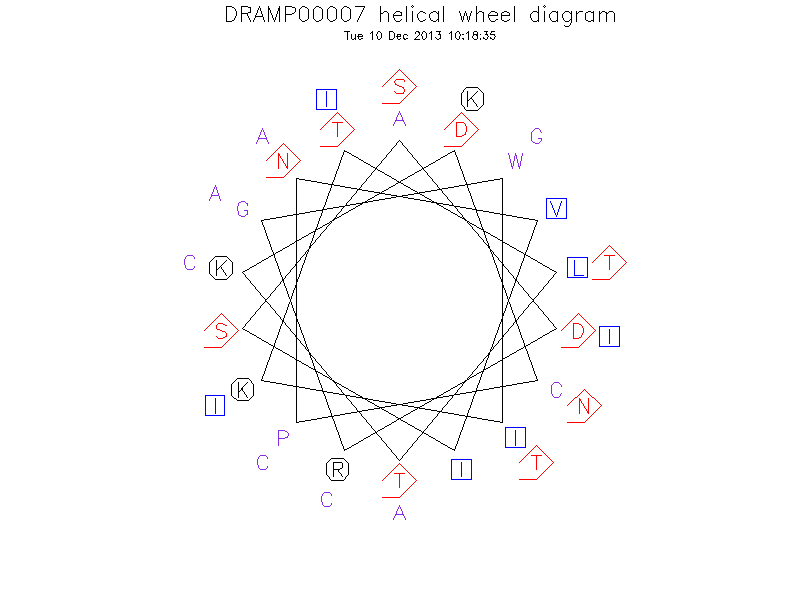 DRAMP00007 helical wheel diagram
Tue 10 Dec 2013 10:18:35
S
I K
A
A T D G
N W
A
G V
C K L T
S D I
K C
I N
P I
C R I T
T
C
A